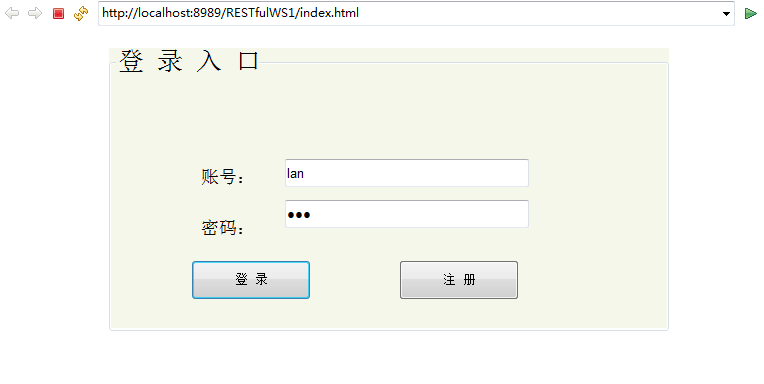 http://localhost:8989/RESTfulWS1/index.html
登 录 入 口
账号： lan
密码： ●●●
登 录 注 册